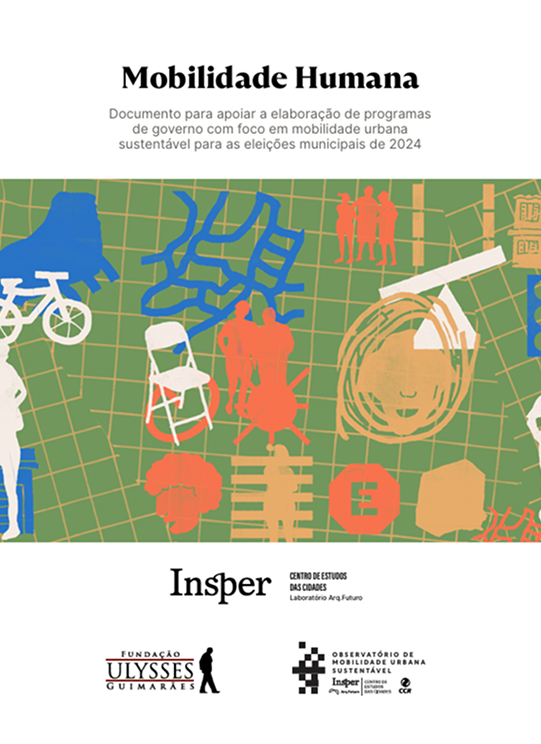 Mobilidade Humana
Documento para apoiar a elaboração de programas
de governo com foco em mobilidade urbana
sustentável para as eleições municipais de 2024
E
Insper
CENTRO DE ESTUDOS
DAS CIDADES
Laboratório Arq.Futuro
FUNDAÇÃO
ULYSSES
GUIMARÃES
OBSERVATÓRIO DE
MOBILIDADE URBANA
SUSTENTÁVEL
Insper
Arq.Futuro
CENTRO DE
ESTUDOS
DAS CIDADES
CCR